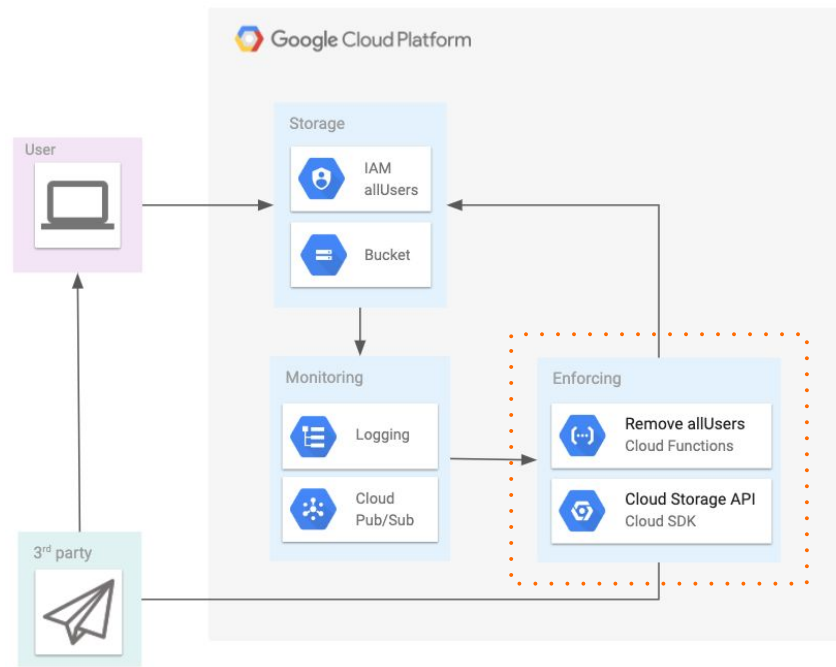 Google Cloud Platform
Storage
User
IAM
allUsers
Bucket
Monitoring
Enforcing
Logging
Remove allUsers
Cloud Functions
Cloud
Pub/Sub
Cloud Storage API
Cloud SDK
3rd party